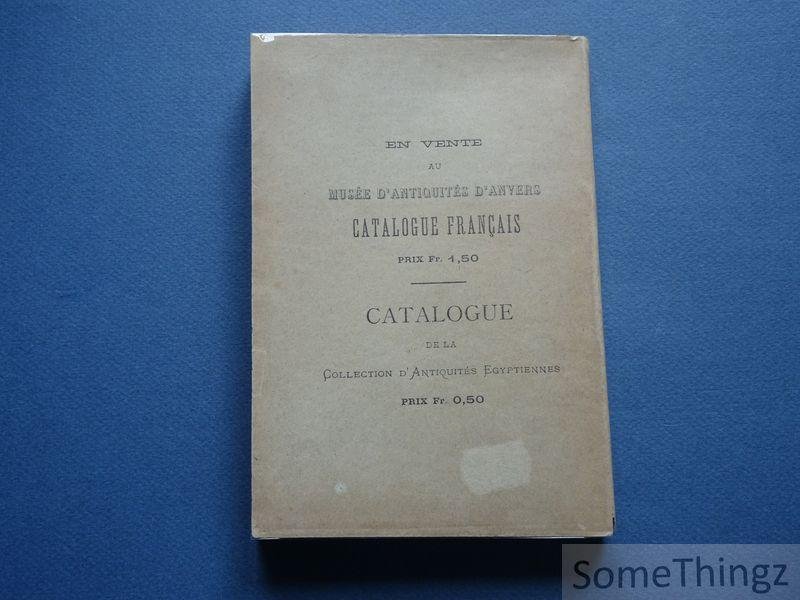 EN VENTE
AU
MUSÉE D'ANTIQUITÉS D'ANVERS
CATALOGUE FRANÇAIS
PRIX Fr. 1,50
CATALOGUE
DE LA
COLLECTION D'ANTIQUITÉS EGYPTIENNES
PRIX Fr. 0,50
SomeThingz